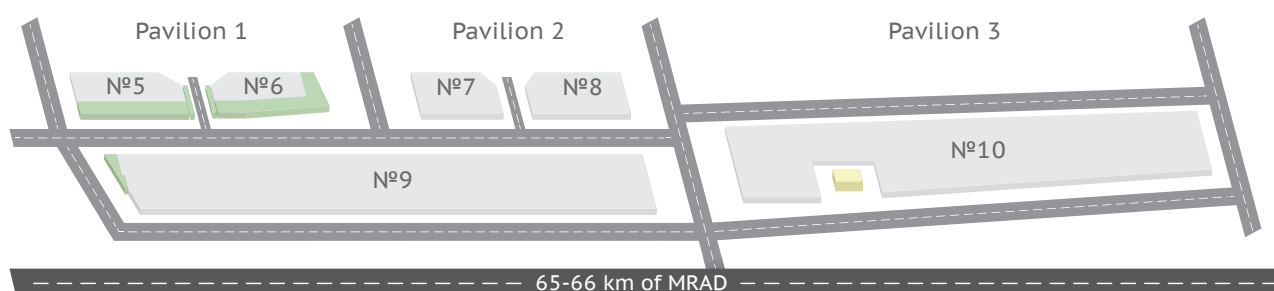 Pavilion 1
Pavilion 2
Pavilion 3
№5
№6
№7
№8
№9
№10
65-66 km of MRAD